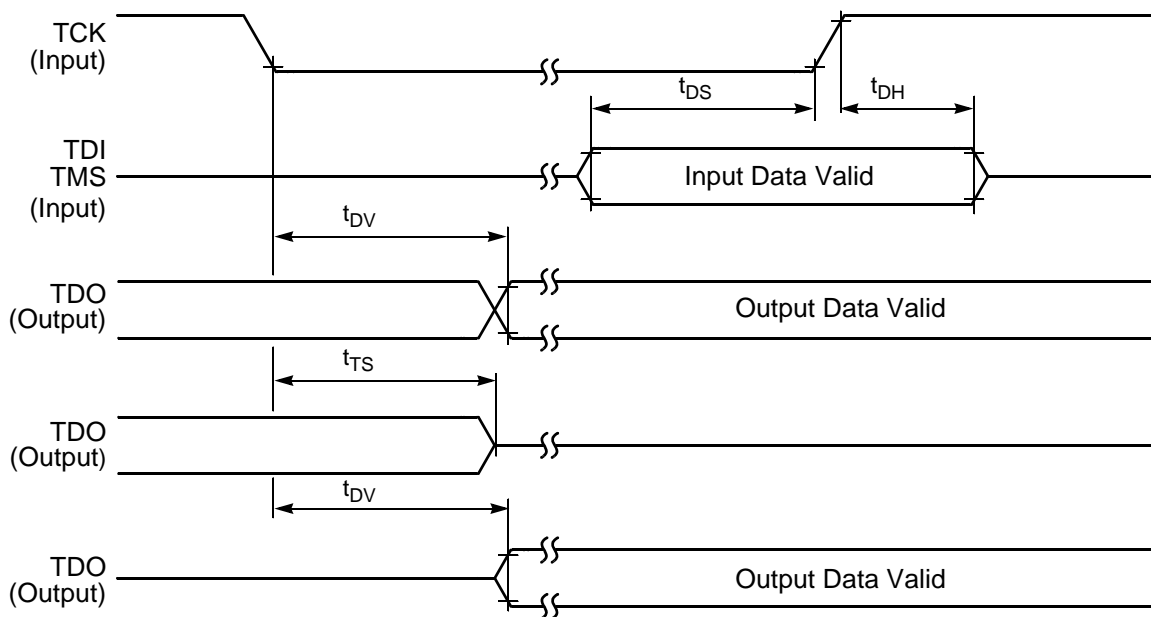 TCK
(Input)
tDS
tDH
TDI
TMS
(Input)
Input Data Valid
tDV
TDO
(Output)
Output Data Valid
tTS
TDO
(Output)
tDV
TDO
(Output)
Output Data Valid